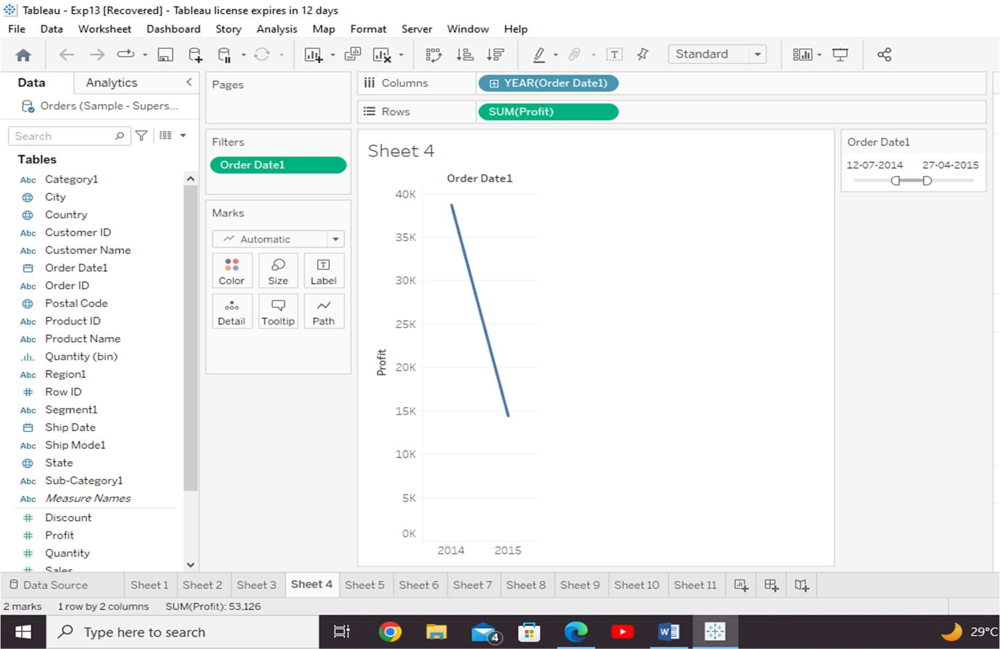 Tableau - Exp13 [Recovered] - Tableau license expires in 12 days
File Data Worksheet Dashboard Story Analysis Map Format Server Window Help
Standard
Data Analytics
Orders (Sample - Supers...
Search
Tables
Abc Category1
City
Country
Abc Customer ID
Abc Customer Name
Order Date1
Abc Order ID
Postal Code
Abc Product ID
Abc Product Name
Quantity (bin)
Abc Region1
# Row ID
Abc Segment1
Ship Date
Abc Ship Mode1
State
Abc Sub-Category1
Abc Measure Names
# Discount
# Profit
# Quantity
# Sales
Pages
Filters
Order Date1
Marks
Automatic
Color Size Label
Detail Tooltip Path
Columns YEAR(Order Date1)
Rows SUM(Profit)
Sheet 4
Order Date1
40K
35K
30K
25K
20K
15K
10K
5K
0K
Profit
2014 2015
Order Date1
12-07-2014 27-04-2015
Data Source Sheet 1 Sheet 2 Sheet 3 Sheet 4 Sheet 5 Sheet 6 Sheet 7 Sheet 8 Sheet 9 Sheet 10 Sheet 11
2 marks 1 row by 2 columns SUM(Profit): 53,126
Type here to search
4
W
29°C